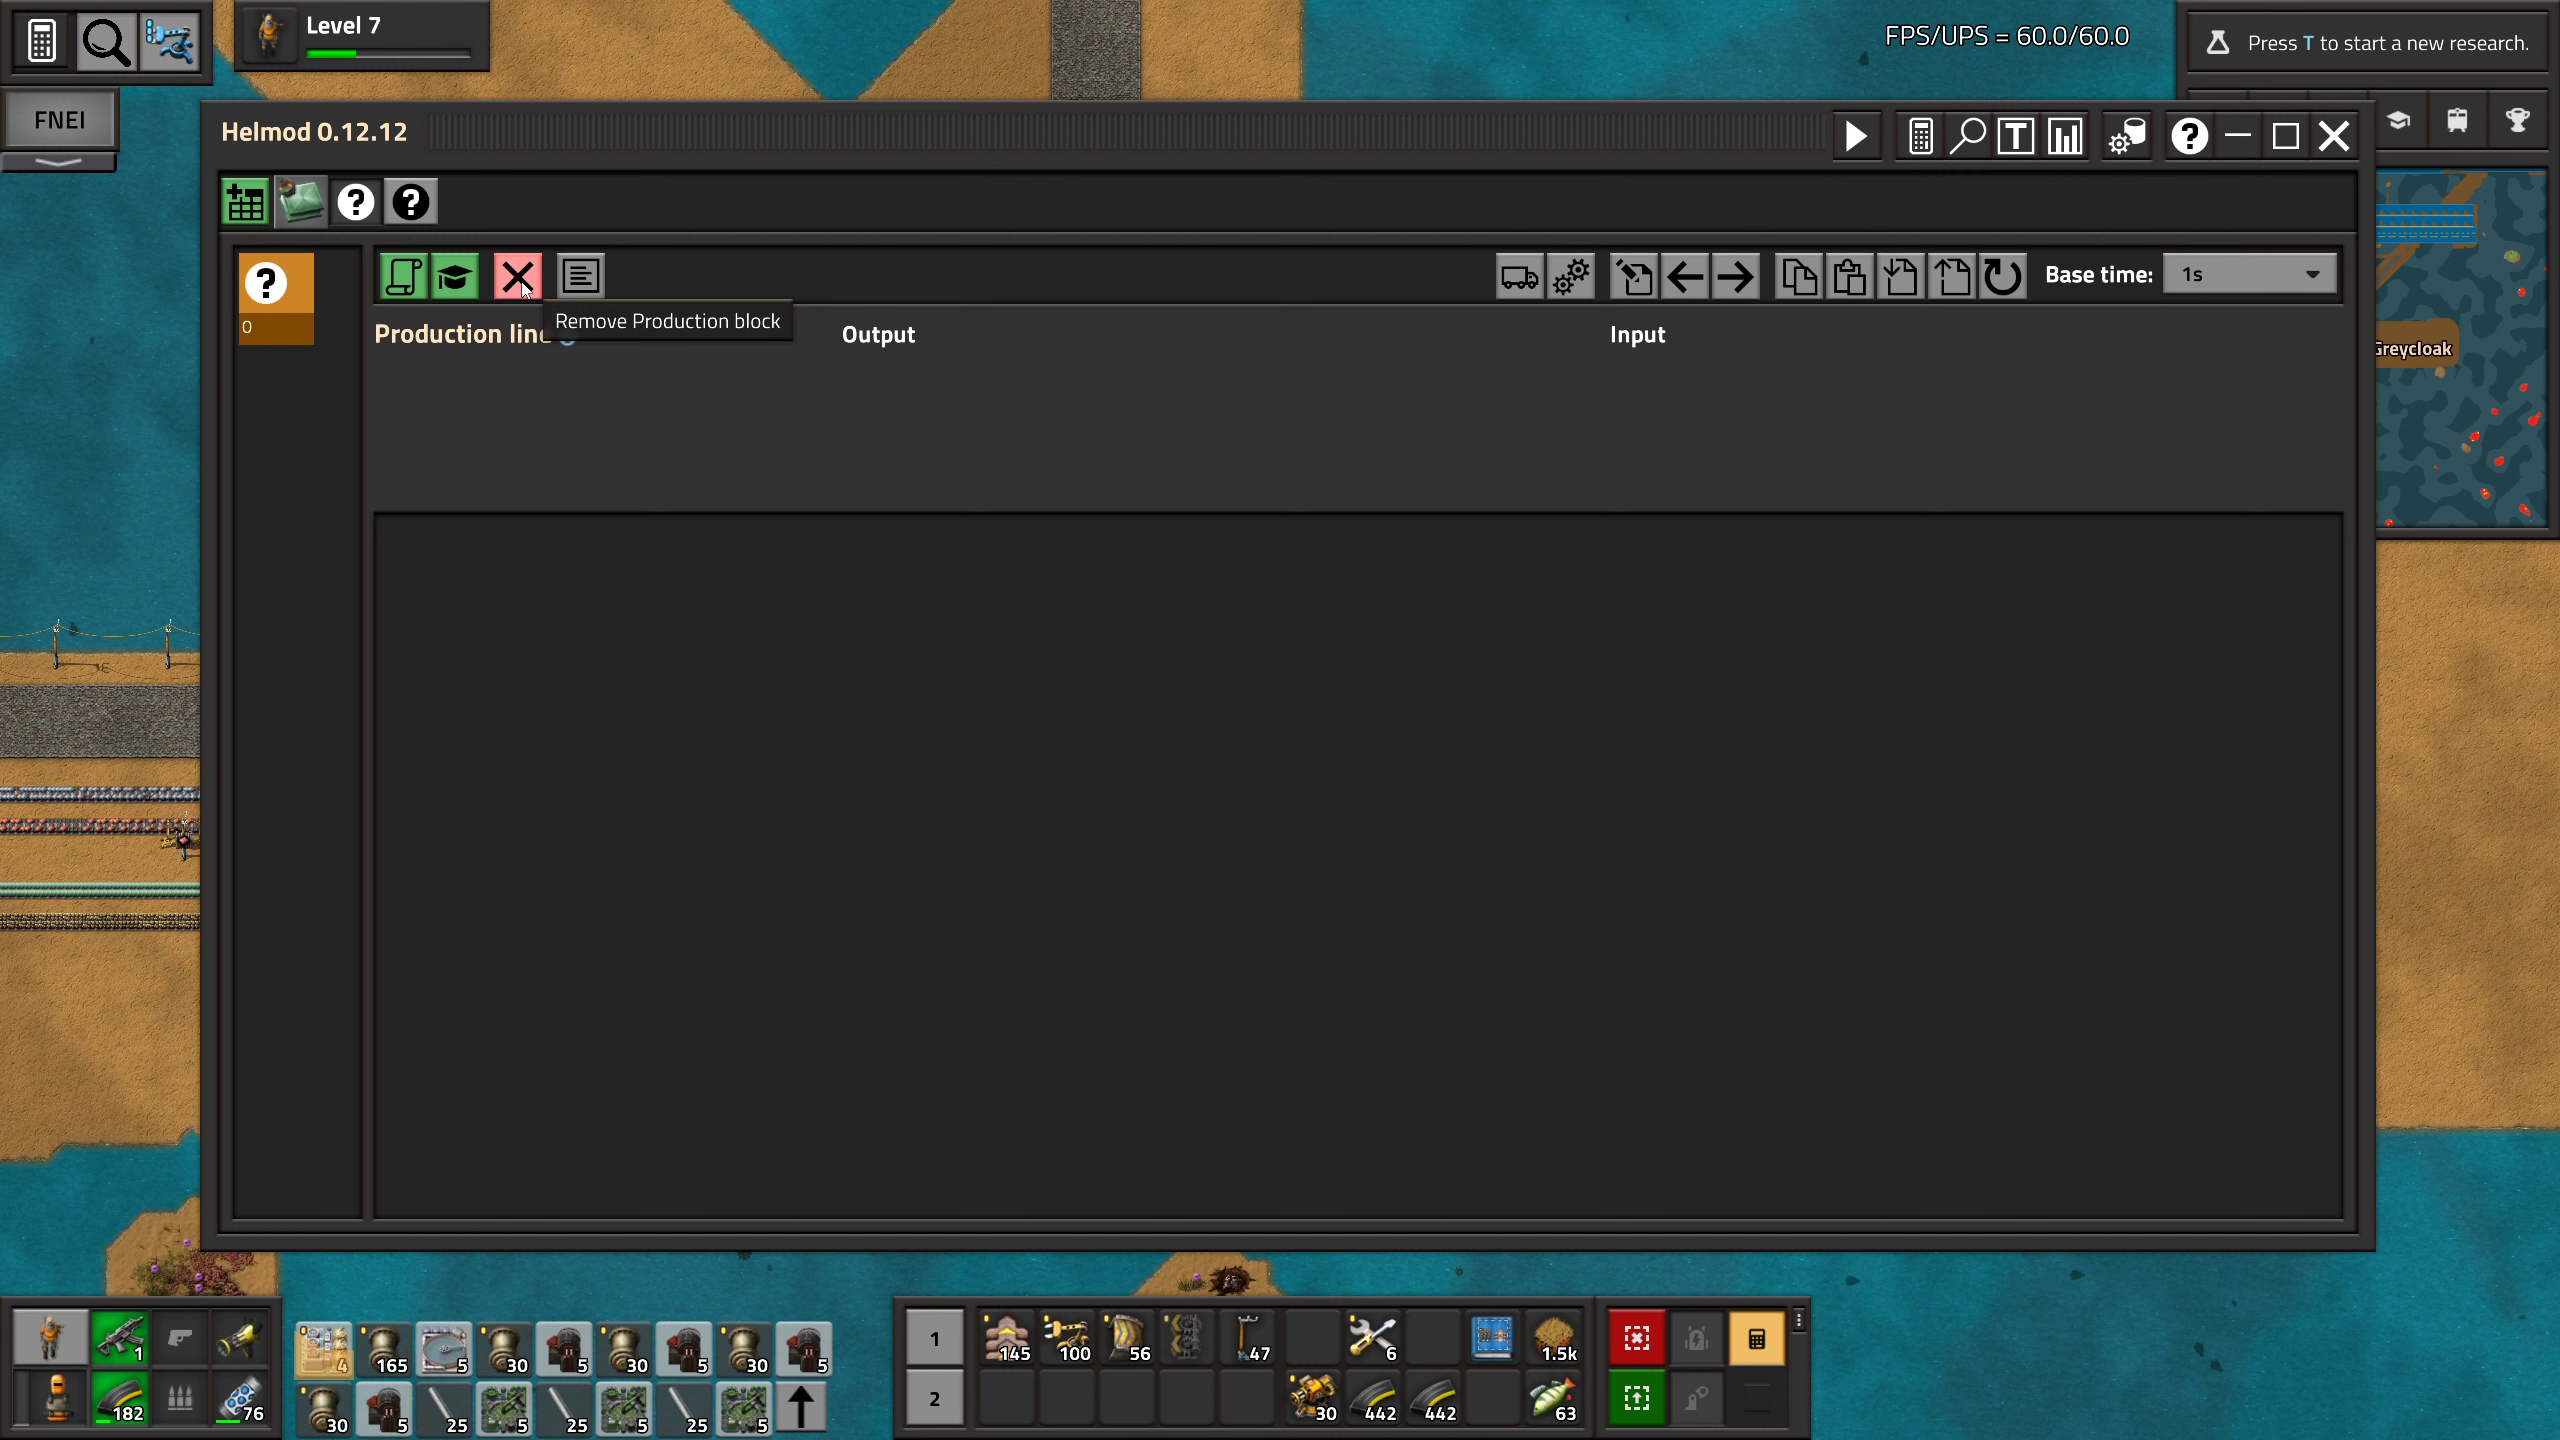 Level 7
FPS/UPS = 60.0/60.0
Press T to start a new research.
FNEI
Helmod 0.12.12
T
?
?
?
?
0
Base time:
1s
Remove Production block
Production line
Output
Input
Greycloak
1
182
76
4
165
5
30
5
30
5
30
5
30
5
25
5
25
5
25
5
1
145
100
56
47
6
1.5k
2
30
442
442
63